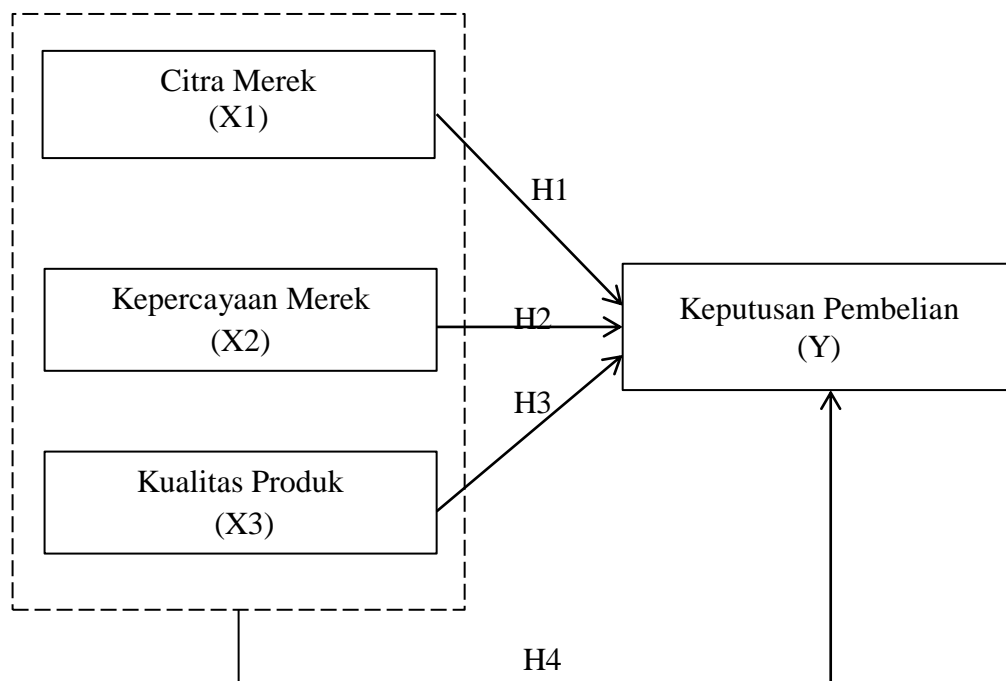 Citra Merek
(X1)
H1
Kepercayaan Merek
(X2)
H2
Keputusan Pembelian
(Y)
H3
Kualitas Produk
(X3)
H4